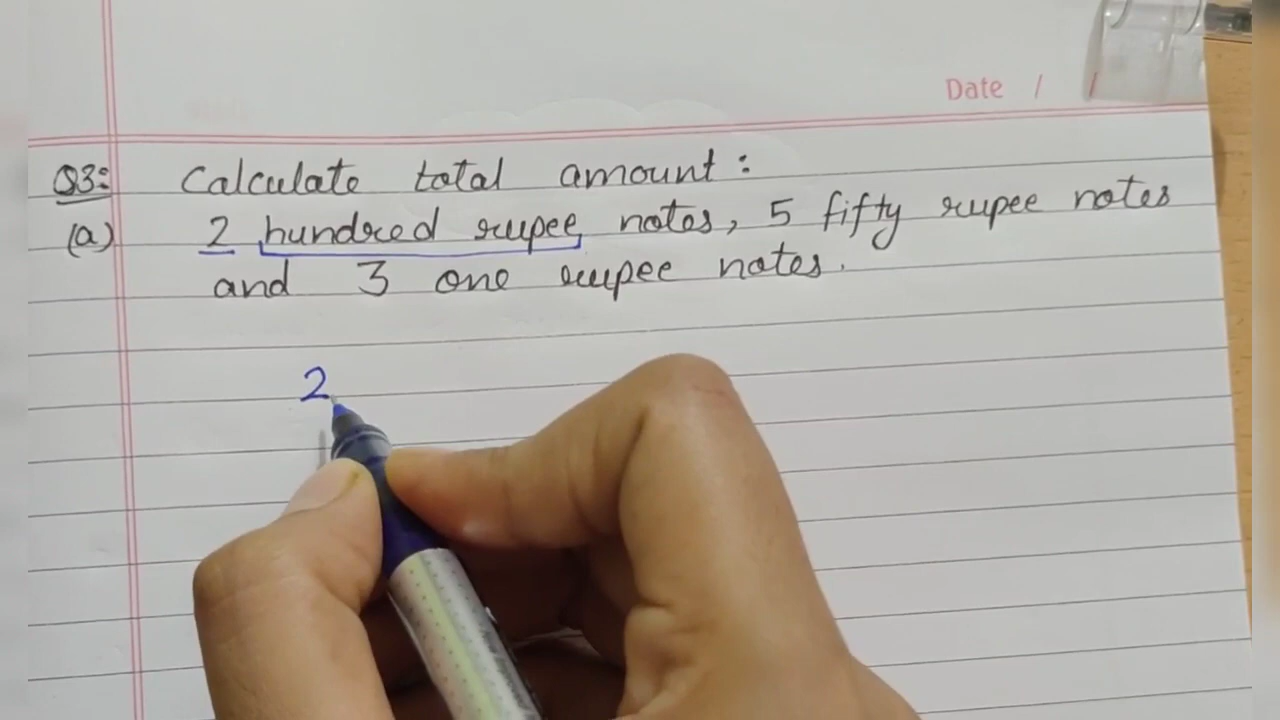 Date / /
Q3: Calculate total amount:
(a) 2 hundred rupee notes, 5 fifty rupee notes
and 3 one rupee notes.
2